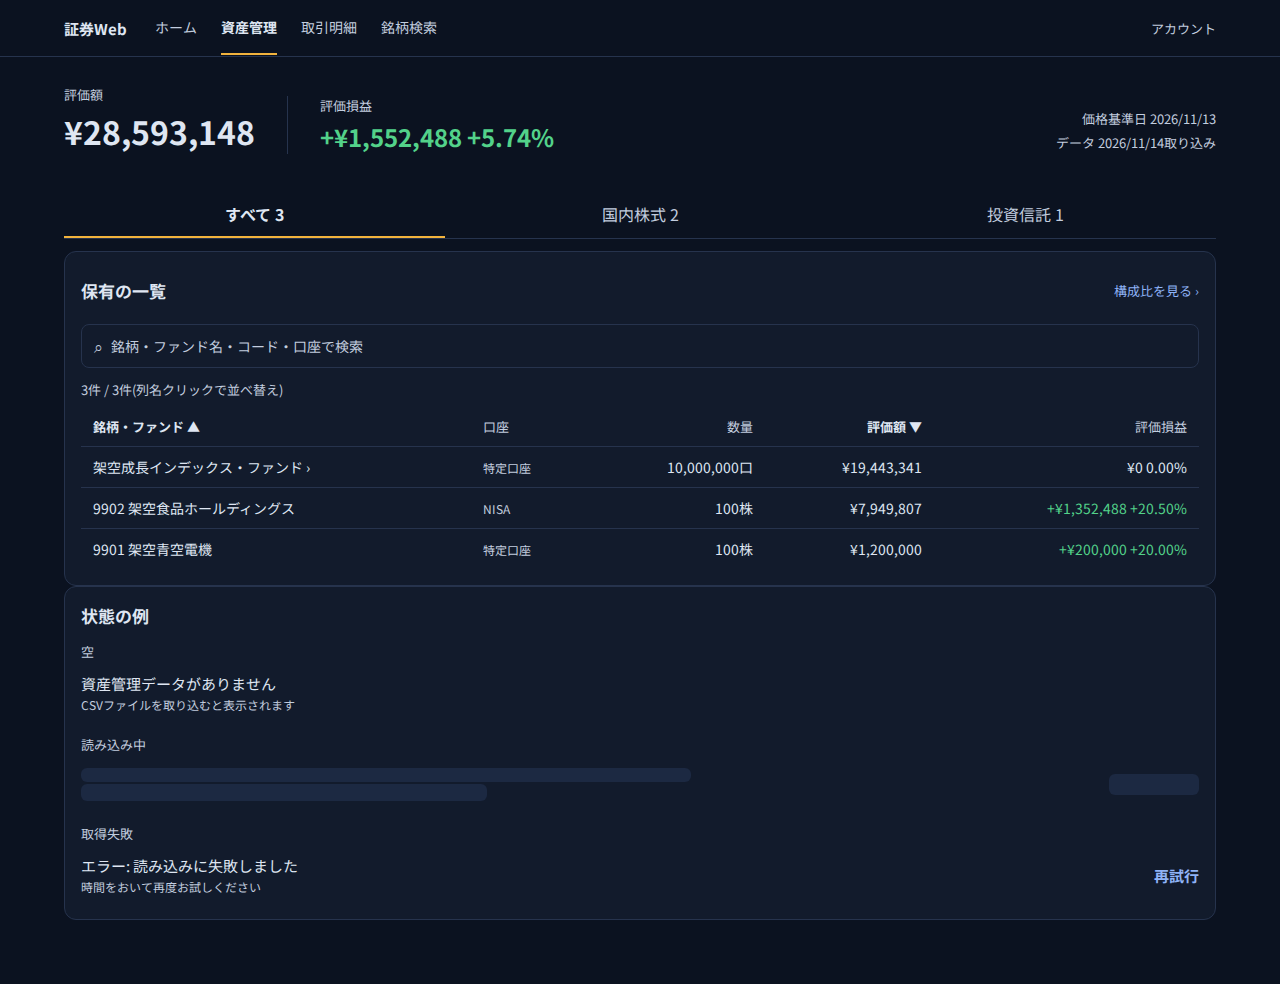 証券Web ホーム 資産管理 取引明細 銘柄検索 アカウント
評価額
¥28,593,148
評価損益
+¥1,552,488 +5.74%
価格基準日 2026/11/13
データ 2026/11/14取り込み
すべて 3 国内株式 2 投資信託 1
保有の一覧 構成比を見る ›
⌕ 銘柄・ファンド名・コード・口座で検索
3件 / 3件(列名クリックで並べ替え)
銘柄・ファンド ▲ 口座 数量 評価額 ▼ 評価損益
架空成長インデックス・ファンド › 特定口座 10,000,000口 ¥19,443,341 ¥0 0.00%
9902 架空食品ホールディングス NISA 100株 ¥7,949,807 +¥1,352,488 +20.50%
9901 架空青空電機 特定口座 100株 ¥1,200,000 +¥200,000 +20.00%
状態の例
空
資産管理データがありません
CSVファイルを取り込むと表示されます
読み込み中
取得失敗
エラー: 読み込みに失敗しました
時間をおいて再度お試しください
再試行